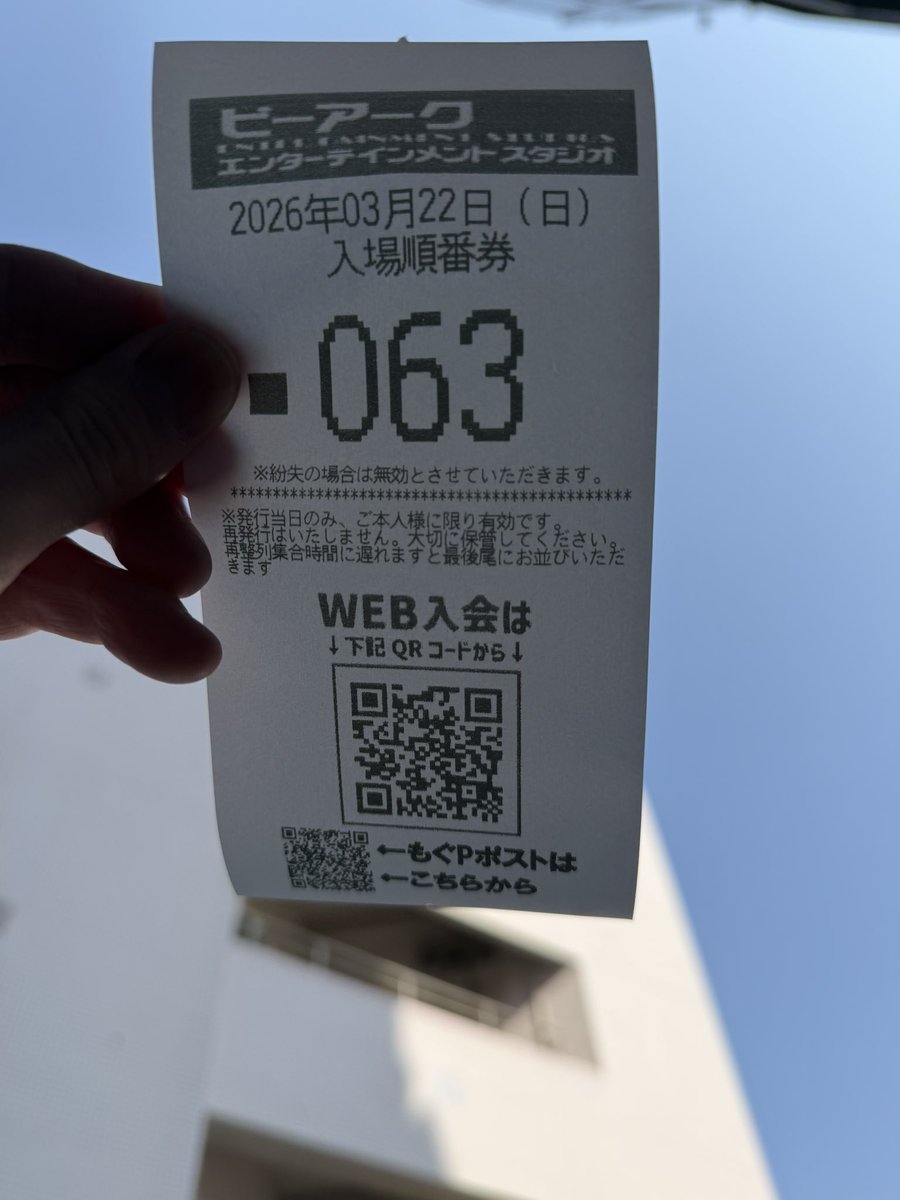 ビーアーク
ENTERTAINMENT STUDIO
エンターテインメントスタジオ
2026年03月22日（日）
入場順番券
■063
※紛失の場合は無効とさせていただきます。
***********************************************
※発行当日のみ、ご本人様に限り有効です。
再発行はいたしません。大切に保管してください。
再整列集合時間に遅れますと最後尾にお並びいただ
きます
WEB入会は
↓下記QRコードから↓
←もぐPポストは
←こちらから